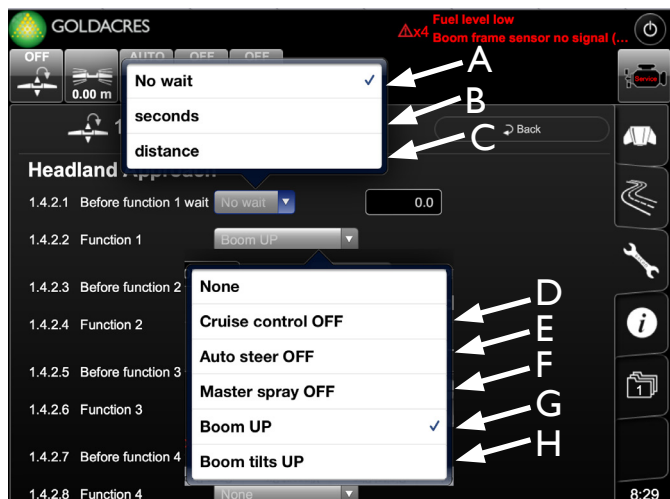 GOLDACRES
x4
Fuel level low
Boom frame sensor no signal (...
OFF
AUTO OFF OFF
0.00 m
Service
No wait
seconds
distance
A
B
C
1
Back
Headland Approach
1.4.2.1 Before function 1 wait No wait 0.0
1.4.2.2 Function 1 Boom UP
1.4.2.3 Before function 2
1.4.2.4 Function 2
1.4.2.5 Before function 3
1.4.2.6 Function 3
1.4.2.7 Before function 4
1.4.2.8 Function 4 None
None
Cruise control OFF
Auto steer OFF
Master spray OFF
Boom UP
Boom tilts UP
D
E
F
G
H
i
1
8:29